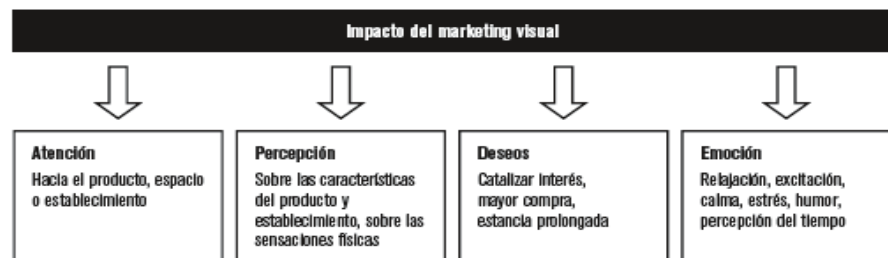 Impacto del marketing visual
Atención
Hacia el producto, espacio
o establecimiento
Percepción
Sobre las características
del producto y
establecimiento, sobre las
sensaciones físicas
Deseos
Catalizar interés,
mayor compra,
estancia prolongada
Emoción
Relajación, excitación,
calma, estrés, humor,
percepción del tiempo